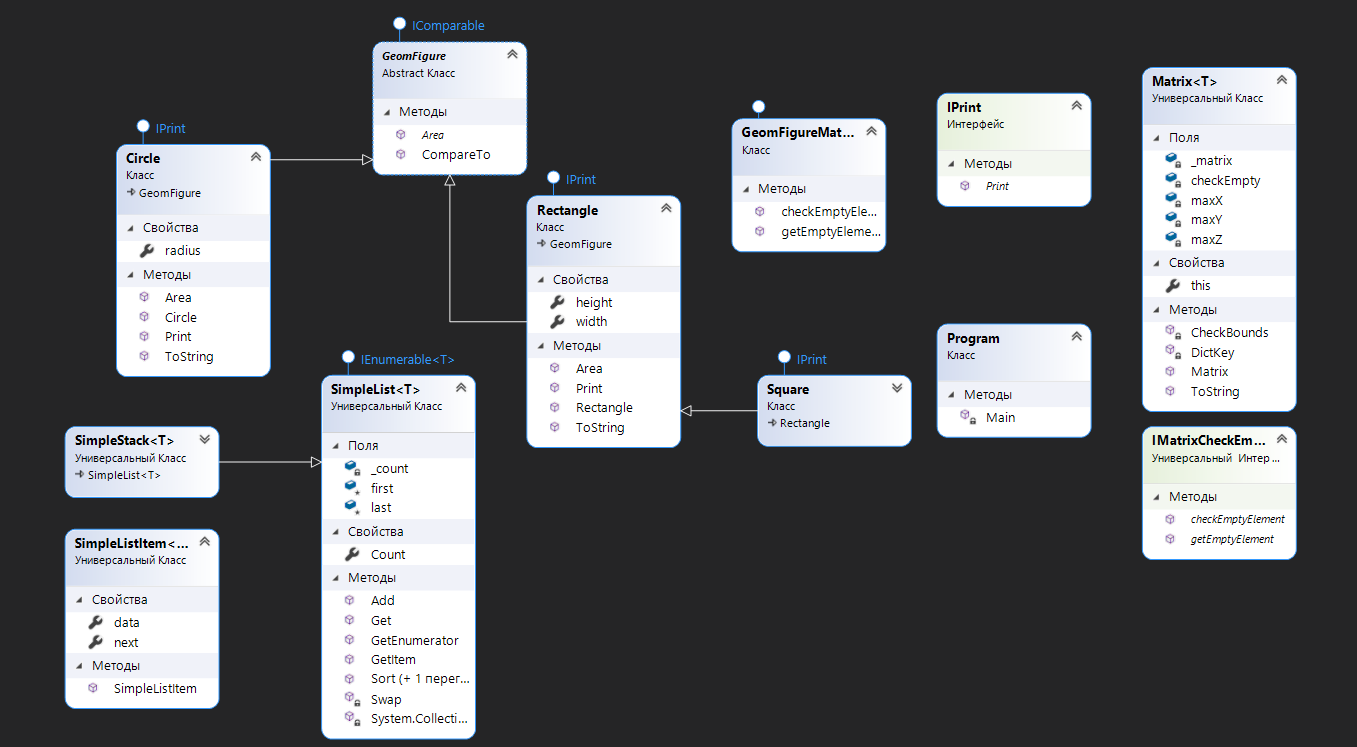 IComparable
GeomFigure
Abstract Класс
Методы
Area
CompareTo
IPrint
Circle
Класс
GeomFigure
Свойства
radius
Методы
Area
Circle
Print
ToString
IPrint
Rectangle
Класс
GeomFigure
Свойства
height
width
Методы
Area
Print
Rectangle
ToString
GeomFigureMat...
Класс
Методы
checkEmptyEle...
getEmptyEleme...
IPrint
Интерфейс
Методы
Print
Matrix<T>
Универсальный Класс
Поля
_matrix
checkEmpty
maxX
maxY
maxZ
Свойства
this
Методы
CheckBounds
DictKey
Matrix
ToString
IEnumerable<T>
SimpleList<T>
Универсальный Класс
Поля
_count
first
last
Свойства
Count
Методы
Add
Get
GetEnumerator
GetItem
Sort (+ 1 перег...
Swap
System.Collecti...
IPrint
Square
Класс
Rectangle
Program
Класс
Методы
Main
SimpleStack<T>
Универсальный Класс
SimpleList<T>
SimpleListItem<...
Универсальный Класс
Свойства
data
next
Методы
SimpleListItem
IMatrixCheckEm...
Универсальный Интер...
Методы
checkEmptyElement
getEmptyElement